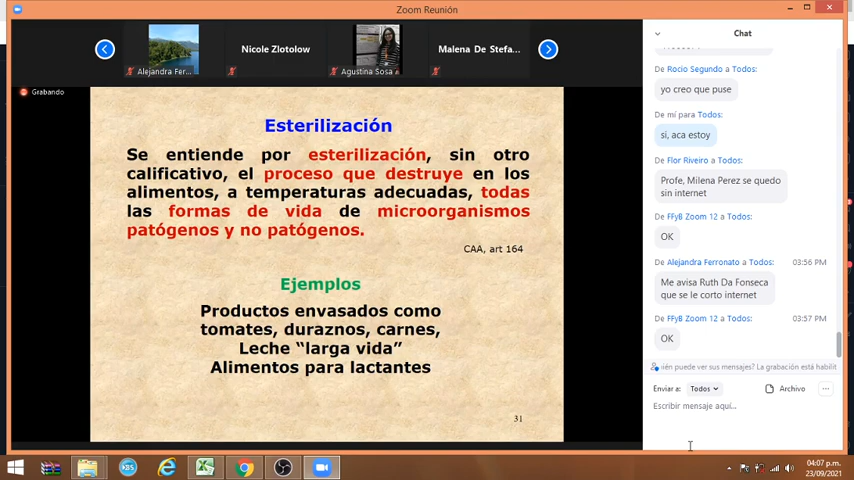 Zoom Reunión
Alejandra Fer...
Nicole Zlotolow
Agustina Sosa
Malena De Stefa...
Grabando
Esterilización
Se entiende por esterilización, sin otro
calificativo, el proceso que destruye en los
alimentos, a temperaturas adecuadas, todas
las formas de vida de microorganismos
patógenos y no patógenos.
CAA, art 164
Ejemplos
Productos envasados como
tomates, duraznos, carnes,
Leche “larga vida”
Alimentos para lactantes
31
Chat
De Rocio Segundo a Todos:
yo creo que puse
De mí para Todos:
si, aca estoy
De Flor Riveiro a Todos:
Profe, Milena Perez se quedo
sin internet
De FFyB Zoom 12 a Todos:
OK
De Alejandra Ferronato a Todos: 03:56 PM
Me avisa Ruth Da Fonseca
que se le corto internet
De FFyB Zoom 12 a Todos: 03:57 PM
OK
ién puede ver sus mensajes? La grabación está habilit
Enviar a: Todos Archivo ...
Escribir mensaje aquí...
04:07 p.m.
23/09/2021